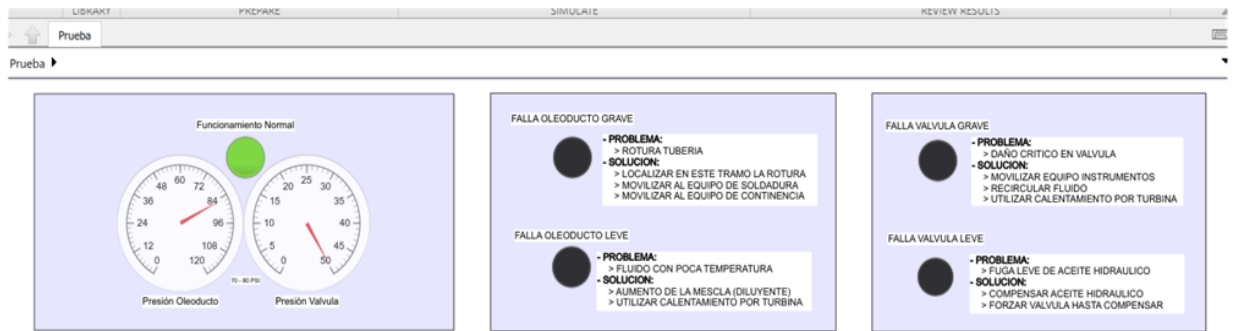 LIBRARY PREPARE SIMULATE REVIEW RESULTS
Prueba
Prueba
Funcionamiento Normal
0 12 24 36 48 60 72 84 96 108 120
0 5 10 15 20 25 30 35 40 45 50
70 - 80 PSI
Presión Oleoducto
Presión Valvula
FALLA OLEODUCTO GRAVE
- PROBLEMA:
> ROTURA TUBERIA
- SOLUCION:
> LOCALIZAR EN ESTE TRAMO LA ROTURA
> MOVILIZAR AL EQUIPO DE SOLDADURA
> MOVILIZAR AL EQUIPO DE CONTINENCIA
FALLA OLEODUCTO LEVE
- PROBLEMA:
> FLUIDO CON POCA TEMPERATURA
- SOLUCION:
> AUMENTO DE LA MESCLA (DILUYENTE)
> UTILIZAR CALENTAMIENTO POR TURBINA
FALLA VALVULA GRAVE
- PROBLEMA:
> DAÑO CRITICO EN VALVULA
- SOLUCION:
> MOVILIZAR EQUIPO INSTRUMENTOS
> RECIRCULAR FLUIDO
> UTILIZAR CALENTAMIENTO POR TURBINA
FALLA VALVULA LEVE
- PROBLEMA:
> FUGA LEVE DE ACEITE HIDRAULICO
- SOLUCION:
> COMPENSAR ACEITE HIDRAULICO
> FORZAR VALVULA HASTA COMPENSAR